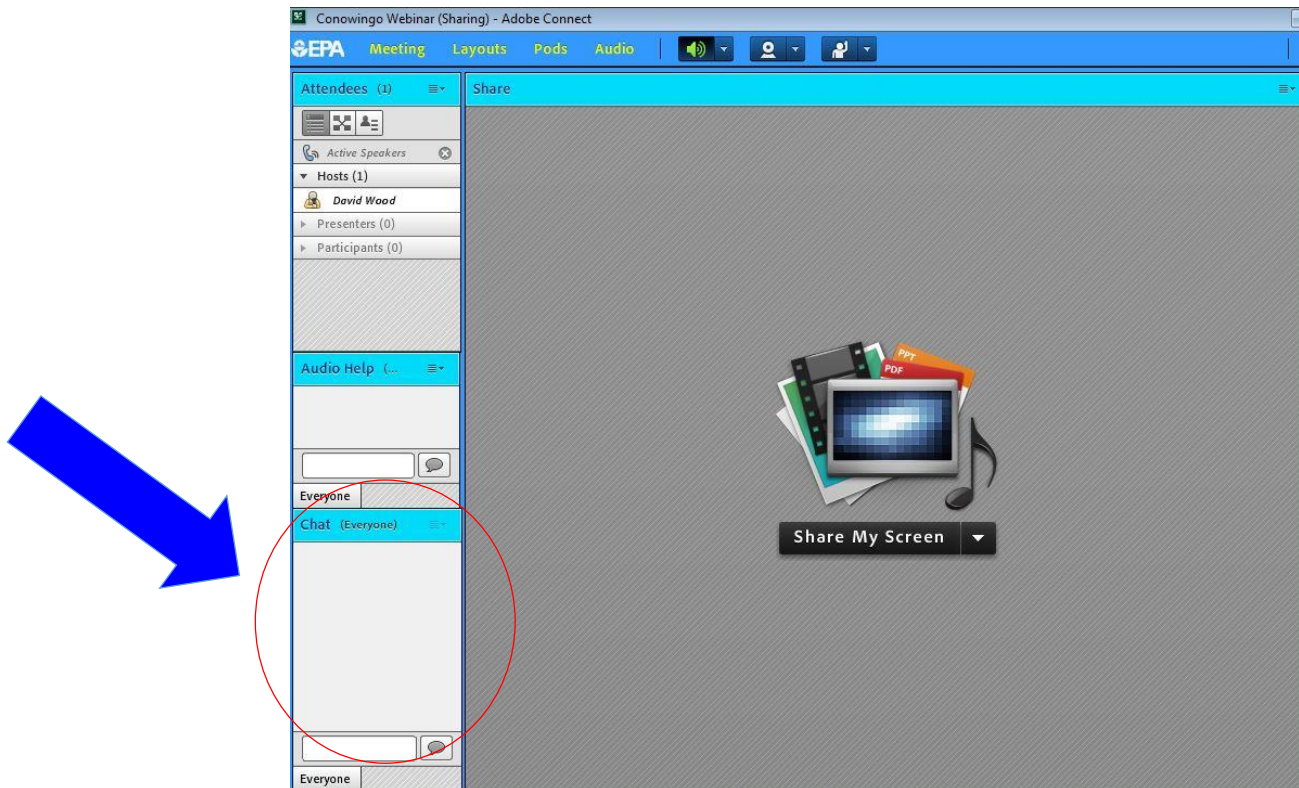 Conowingo Webinar (Sharing) - Adobe Connect
EPA Meeting Layouts Pods Audio
Attendees (1)
Active Speakers
Hosts (1)
David Wood
Presenters (0)
Participants (0)
Audio Help (...
Everyone
Chat (Everyone)
Everyone
Share
PPT
PDF
Share My Screen